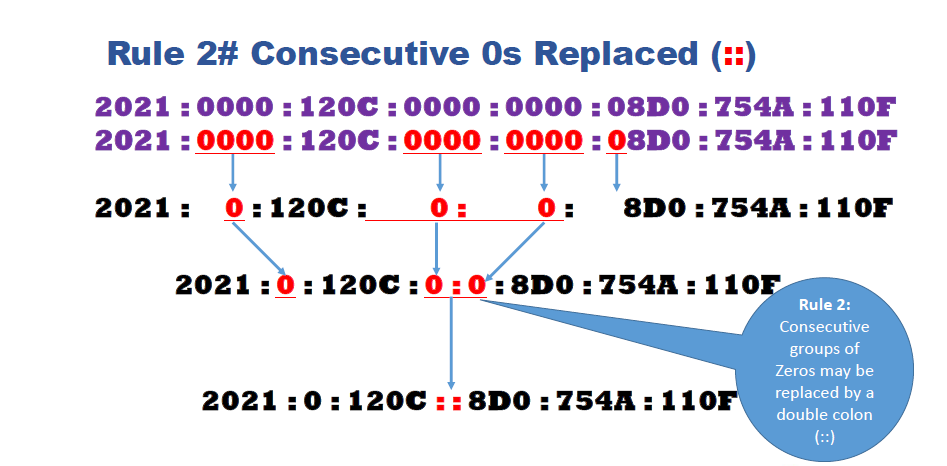 Rule 2# Consecutive 0s Replaced (::)
2021 : 0000 : 120C : 0000 : 0000 : 08D0 : 754A : 110F
2021 : 0000 : 120C : 0000 : 0000 : 08D0 : 754A : 110F
2021 : 0 : 120C : 0 : 0 : 8D0 : 754A : 110F
2021 : 0 : 120C : 0 : 0 : 8D0 : 754A : 110F
Rule 2:
Consecutive
groups of
Zeros may be
replaced by a
double colon
(::)
2021 : 0 : 120C : : 8D0 : 754A : 110F